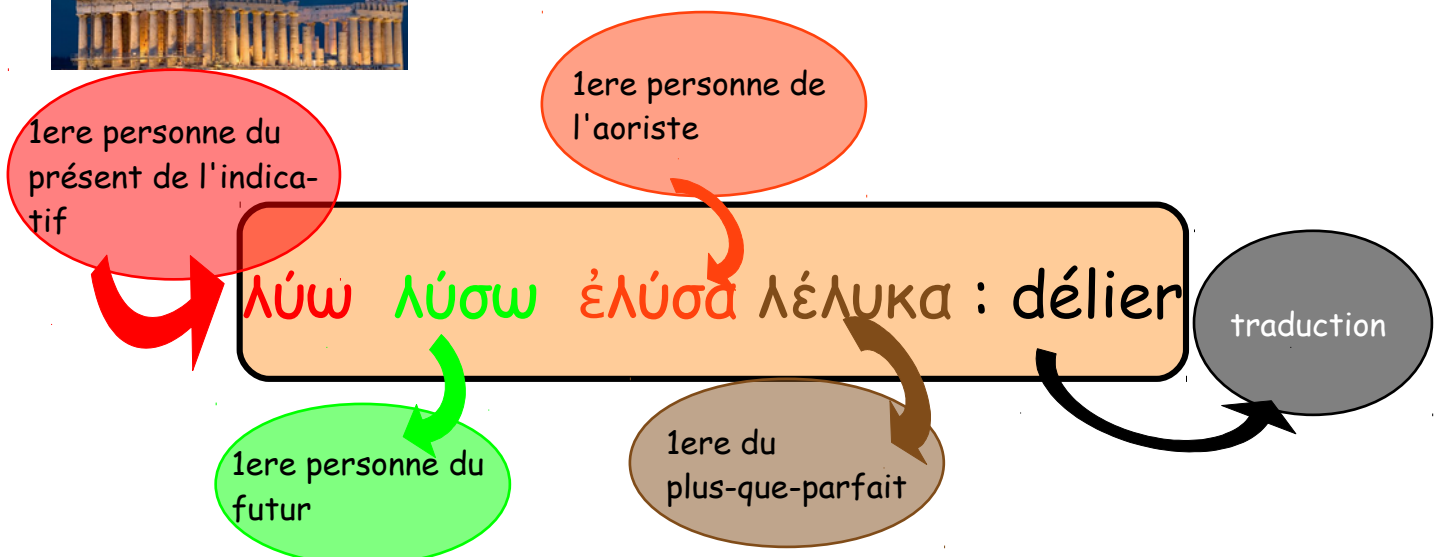 1ere personne du
présent de l'indica-
tif
1ere personne de
l'aoriste
λύω λύσω ἐλύσα λέλυκα : délier
traduction
1ere personne du
futur
1ere du
plus-que-parfait